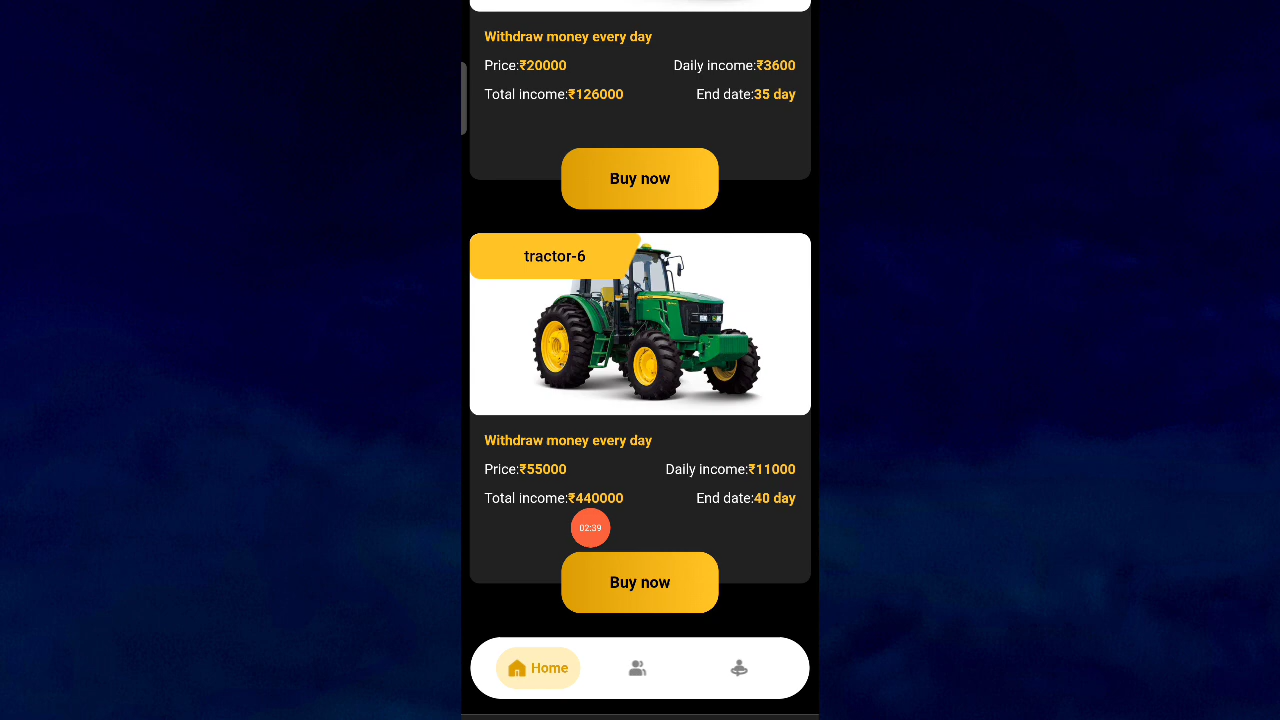 Withdraw money every day
Price:₹20000 Daily income:₹3600
Total income:₹126000 End date:35 day
Buy now
tractor-6
Withdraw money every day
Price:₹55000 Daily income:₹11000
Total income:₹440000 End date:40 day
02:39
Buy now
Home